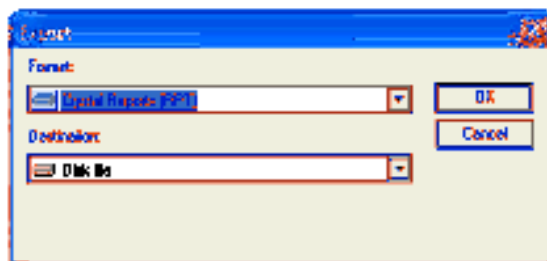 Export
Format:
Crystal Reports (RPT)
OK
Destination:
Cancel
Disk file